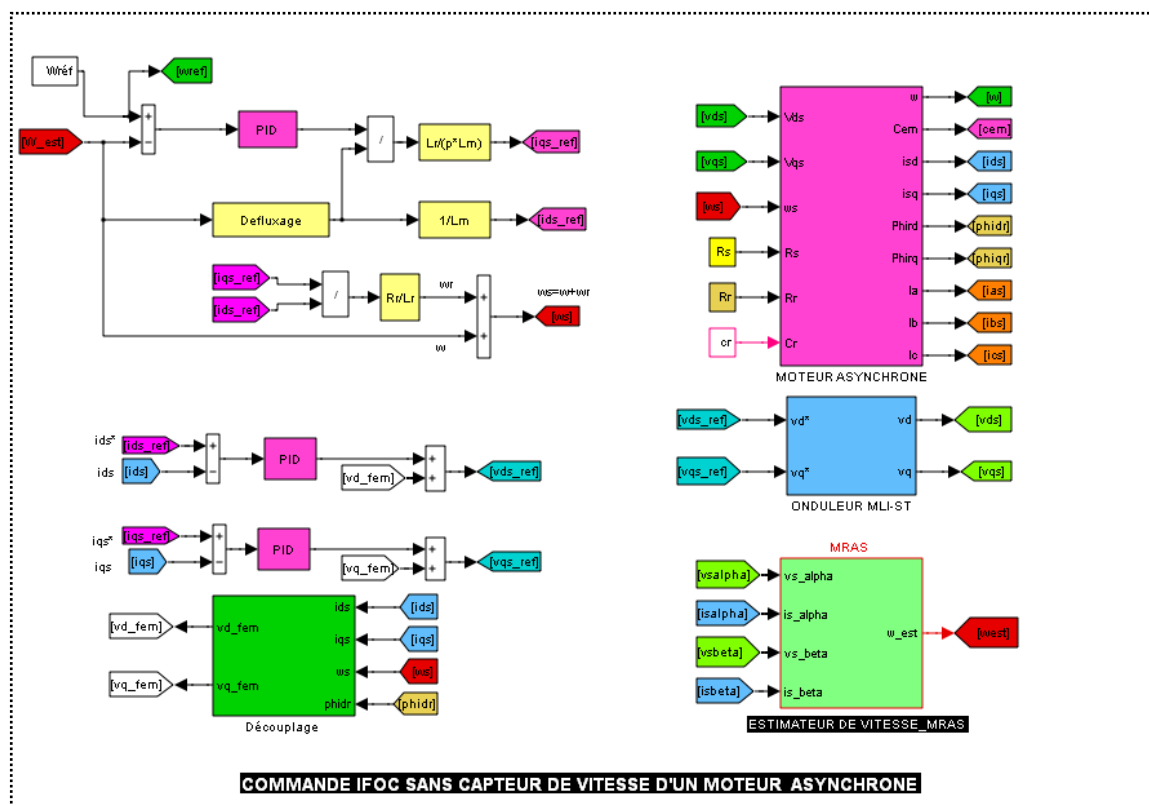 Wréf
[wref]
[W_est]
+
−
PID
/
Lr/(p*Lm)
[iqs_ref]
Defluxage
1/Lm
[ids_ref]
[iqs_ref]
[ids_ref]
/
Rr/Lr
wr
w
+
+
ws=w+wr
[ws]
ids*
ids
[ids_ref]
[ids]
+
−
PID
[vd_fem]
+
+
[vds_ref]
iqs*
iqs
[iqs_ref]
[iqs]
+
−
PID
[vq_fem]
+
+
[vqs_ref]
[vd_fem]
[vq_fem]
vd_fem
vq_fem
ids
iqs
ws
phidr
[ids]
[iqs]
[ws]
[phidr]
Découplage
[vds]
[vqs]
[ws]
Rs
Rr
cr
Vds
Vqs
ws
Rs
Rr
Cr
w
Cem
isd
isq
Phird
Phirq
Ia
Ib
Ic
[w]
[cem]
[ids]
[iqs]
[phidr]
[phiqr]
[ias]
[ibs]
[ics]
MOTEUR ASYNCHRONE
[vds_ref]
[vqs_ref]
vd*
vq*
vd
vq
[vds]
[vqs]
ONDULEUR MLI-ST
MRAS
[vsalpha]
[isalpha]
[vsbeta]
[isbeta]
vs_alpha
is_alpha
vs_beta
is_beta
w_est
[west]
ESTIMATEUR DE VITESSE_MRAS
COMMANDE IFOC SANS CAPTEUR DE VITESSE D'UN MOTEUR ASYNCHRONE